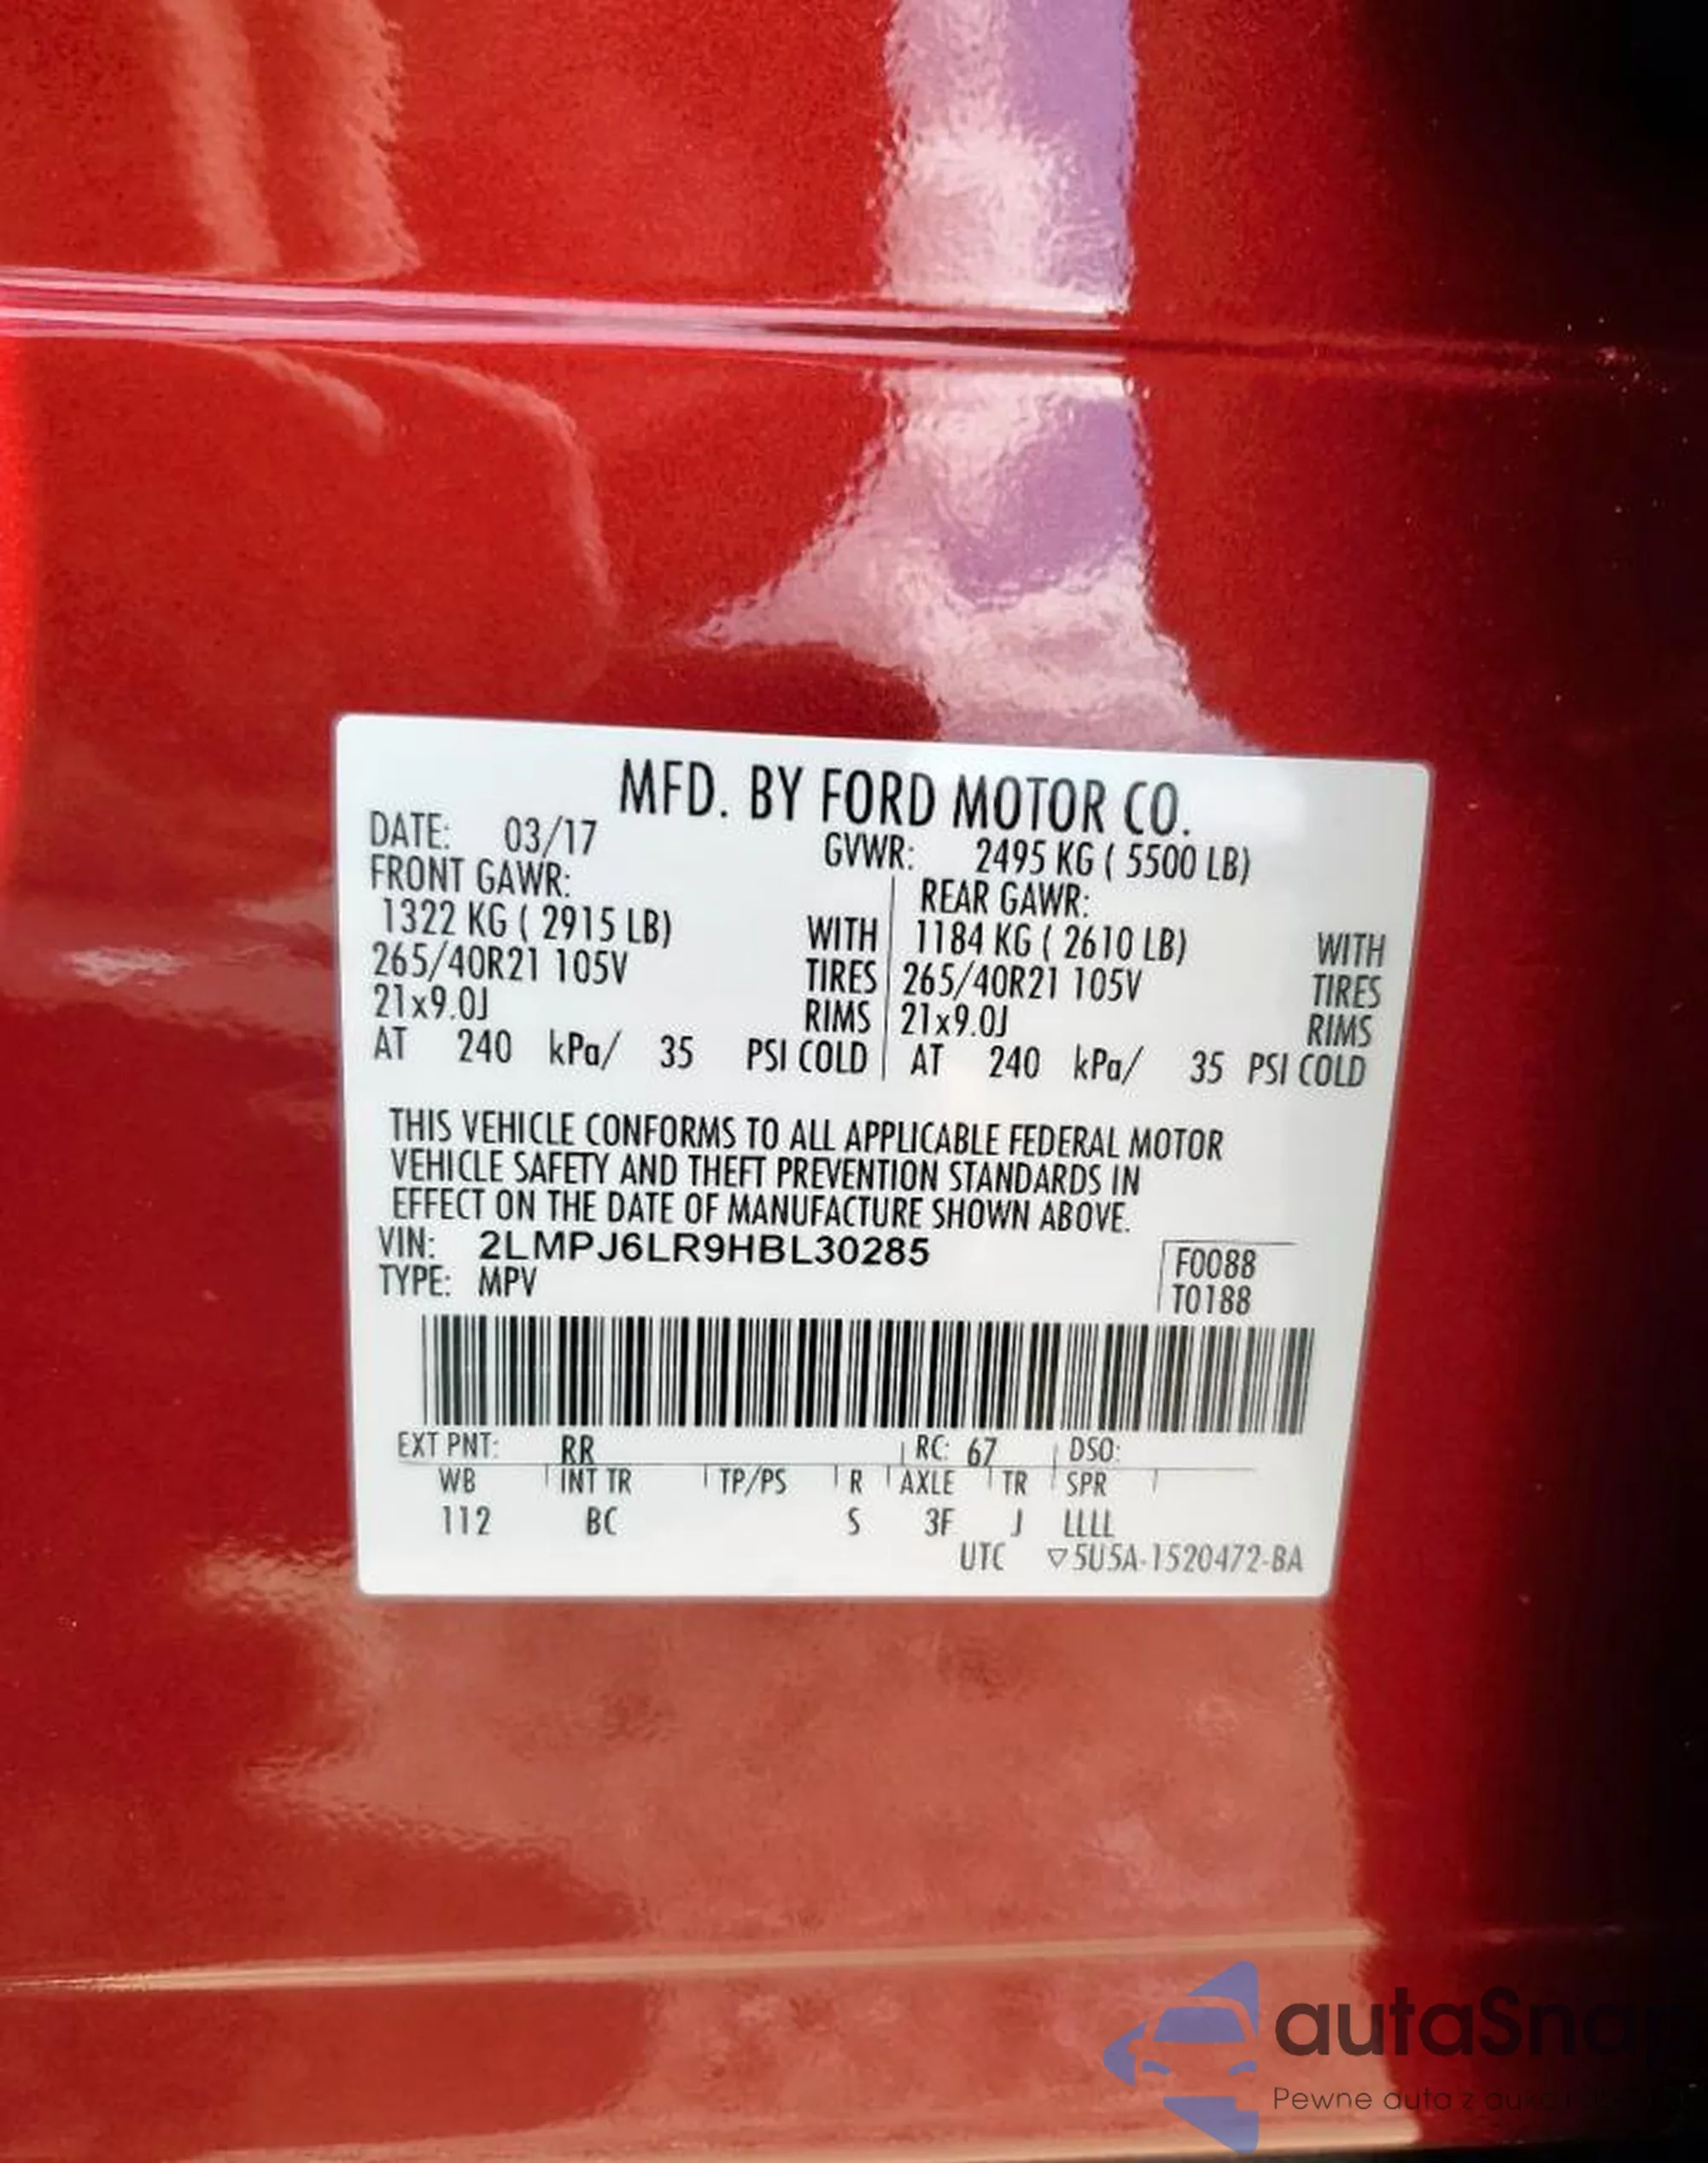 MFD. BY FORD MOTOR CO.
DATE: 03/17 GVWR: 2495 KG ( 5500 LB)
FRONT GAWR: REAR GAWR:
1322 KG ( 2915 LB) WITH 1184 KG ( 2610 LB) WITH
265/40R21 105V TIRES 265/40R21 105V TIRES
21x9.0J RIMS 21x9.0J RIMS
AT 240 kPa/ 35 PSI COLD AT 240 kPa/ 35 PSI COLD
THIS VEHICLE CONFORMS TO ALL APPLICABLE FEDERAL MOTOR
VEHICLE SAFETY AND THEFT PREVENTION STANDARDS IN
EFFECT ON THE DATE OF MANUFACTURE SHOWN ABOVE.
VIN: 2LMPJ6LR9HBL30285 F0088
TYPE: MPV T0188
EXT PNT: RR RC: 67 DSO:
WB INT TR TP/PS R AXLE TR SPR
112 BC S 3F J LLLL
UTC ▽5U5A-1520472-BA
autaSna
Pewne auta z